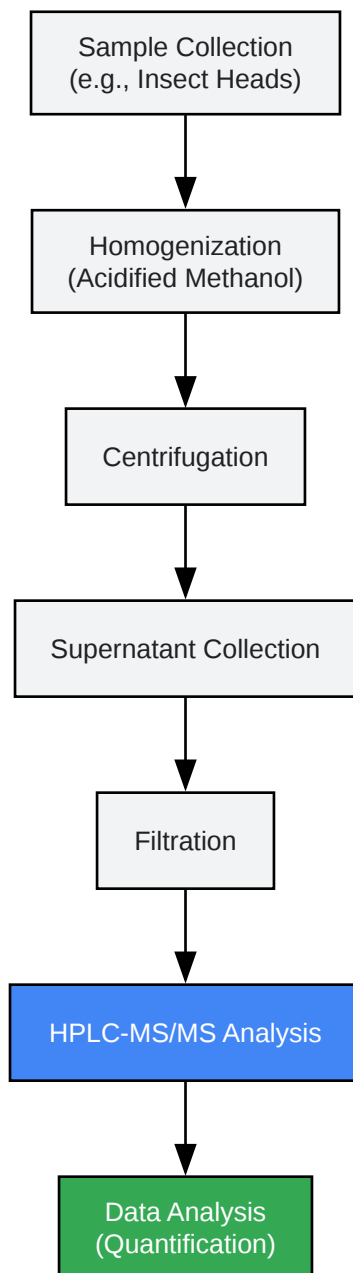 Sample Collection
(e.g., Insect Heads)
Homogenization
(Acidified Methanol)
Centrifugation
Supernatant Collection
Filtration
HPLC-MS/MS Analysis
Data Analysis
(Quantification)